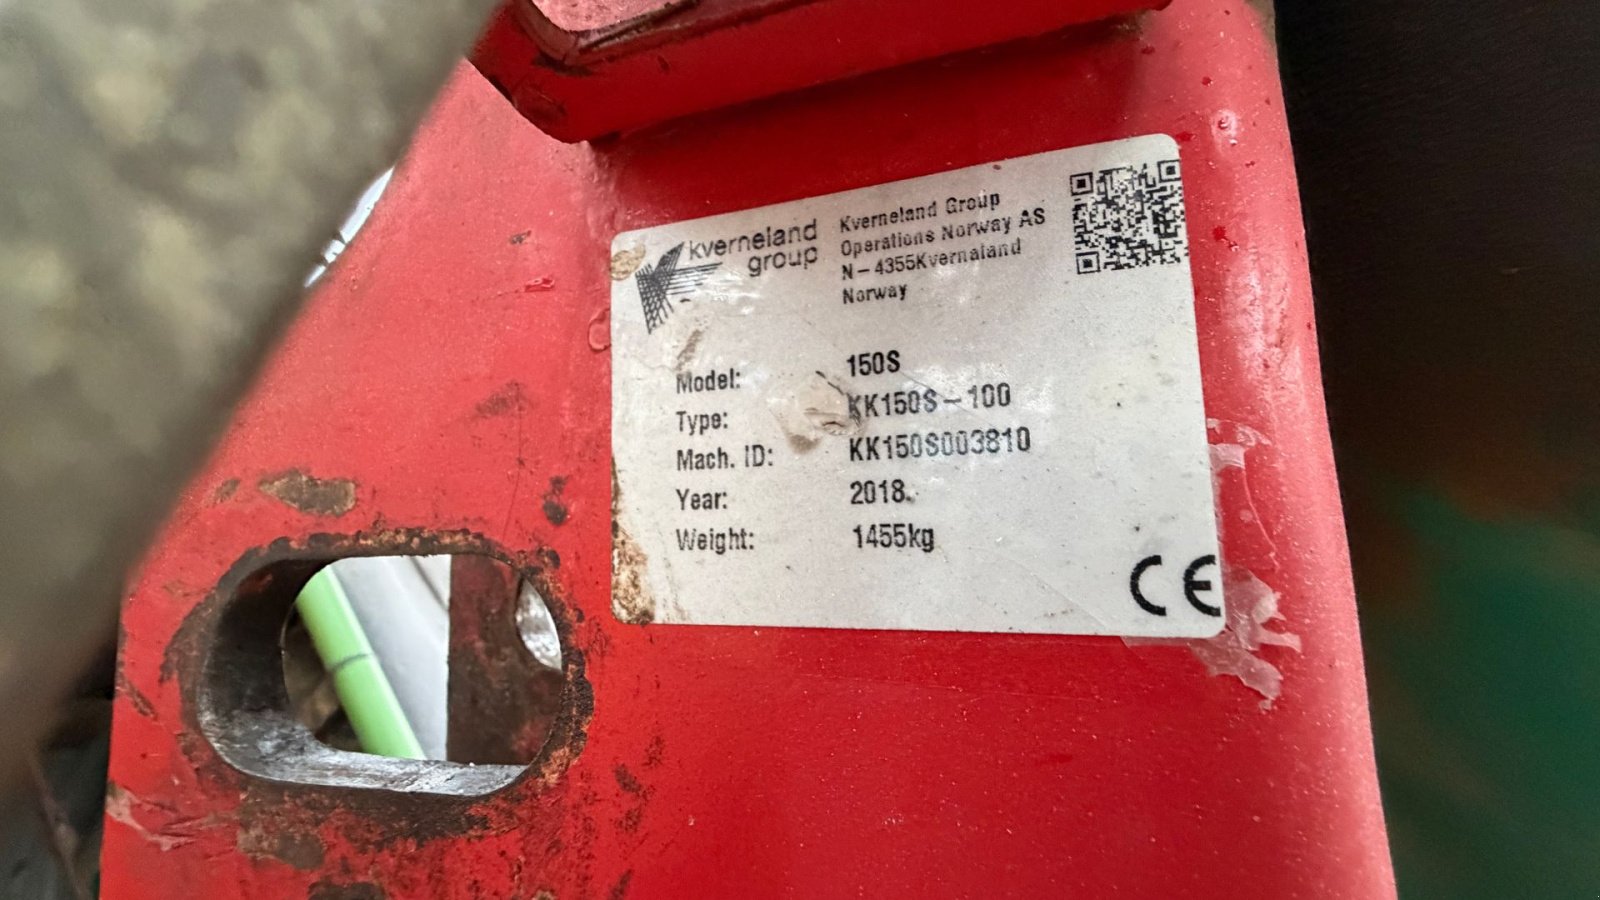 kverneland
group
Kverneland Group
Operations Norway AS
N-4355Kvernaland
Norway
Model: 150S
Type: KK150S-100
Mach. ID: KK150S003810
Year: 2018.
Weight: 1455kg
CE